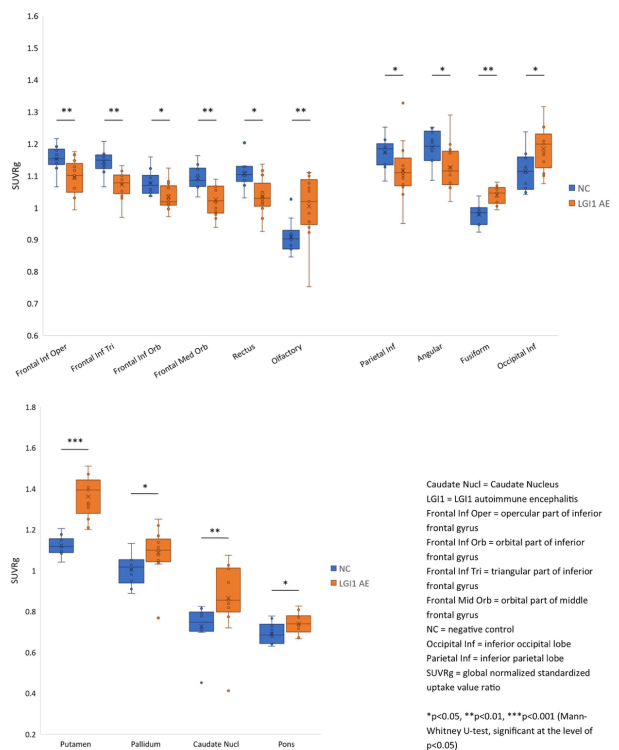 1.6
1.5
1.4
1.3
1.2
1.1
1.0
0.9
0.8
0.7
0.6
SUVRg
** ** * ** * ** * * ** *
NC
LGI1 AE
Frontal Inf Oper
Frontal Inf Tri
Frontal Inf Orb
Frontal Med Orb
Rectus
Olfactory
Parietal Inf
Angular
Fusiform
Occipital Inf
1.8
1.6
1.4
1.2
1
0.8
0.6
0.4
0.2
SUVRg
***
*
**
*
NC
LGI1 AE
Putamen
Pallidum
Caudate Nucl
Pons
Caudate Nucl = Caudate Nucleus
LGI1 = LGI1 autoimmune encephalitis
Frontal Inf Oper = opercular part of inferior
frontal gyrus
Frontal Inf Orb = orbital part of inferior
frontal gyrus
Frontal Inf Tri = triangular part of inferior
frontal gyrus
Frontal Mid Orb = orbital part of middle
frontal gyrus
NC = negative control
Occipital Inf = inferior occipital lobe
Parietal Inf = inferior parietal lobe
SUVRg = global normalized standardized
uptake value ratio
*p<0.05, **p<0.01, ***p<0.001 (Mann-
Whitney U-test, significant at the level of
p<0.05)